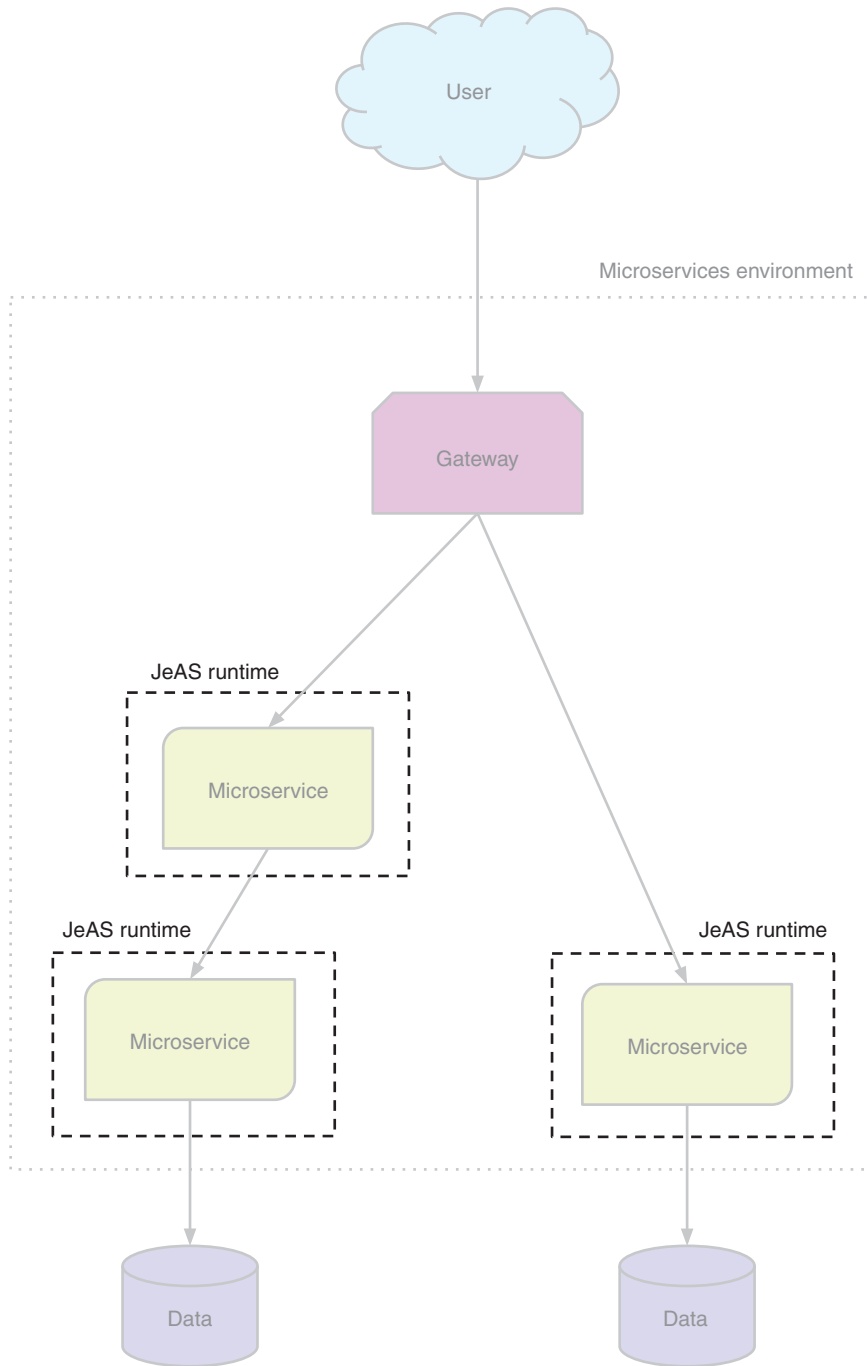 User
Microservices environment
Gateway
JeAS runtime
Microservice
JeAS runtime
JeAS runtime
Microservice
Microservice
Data
Data